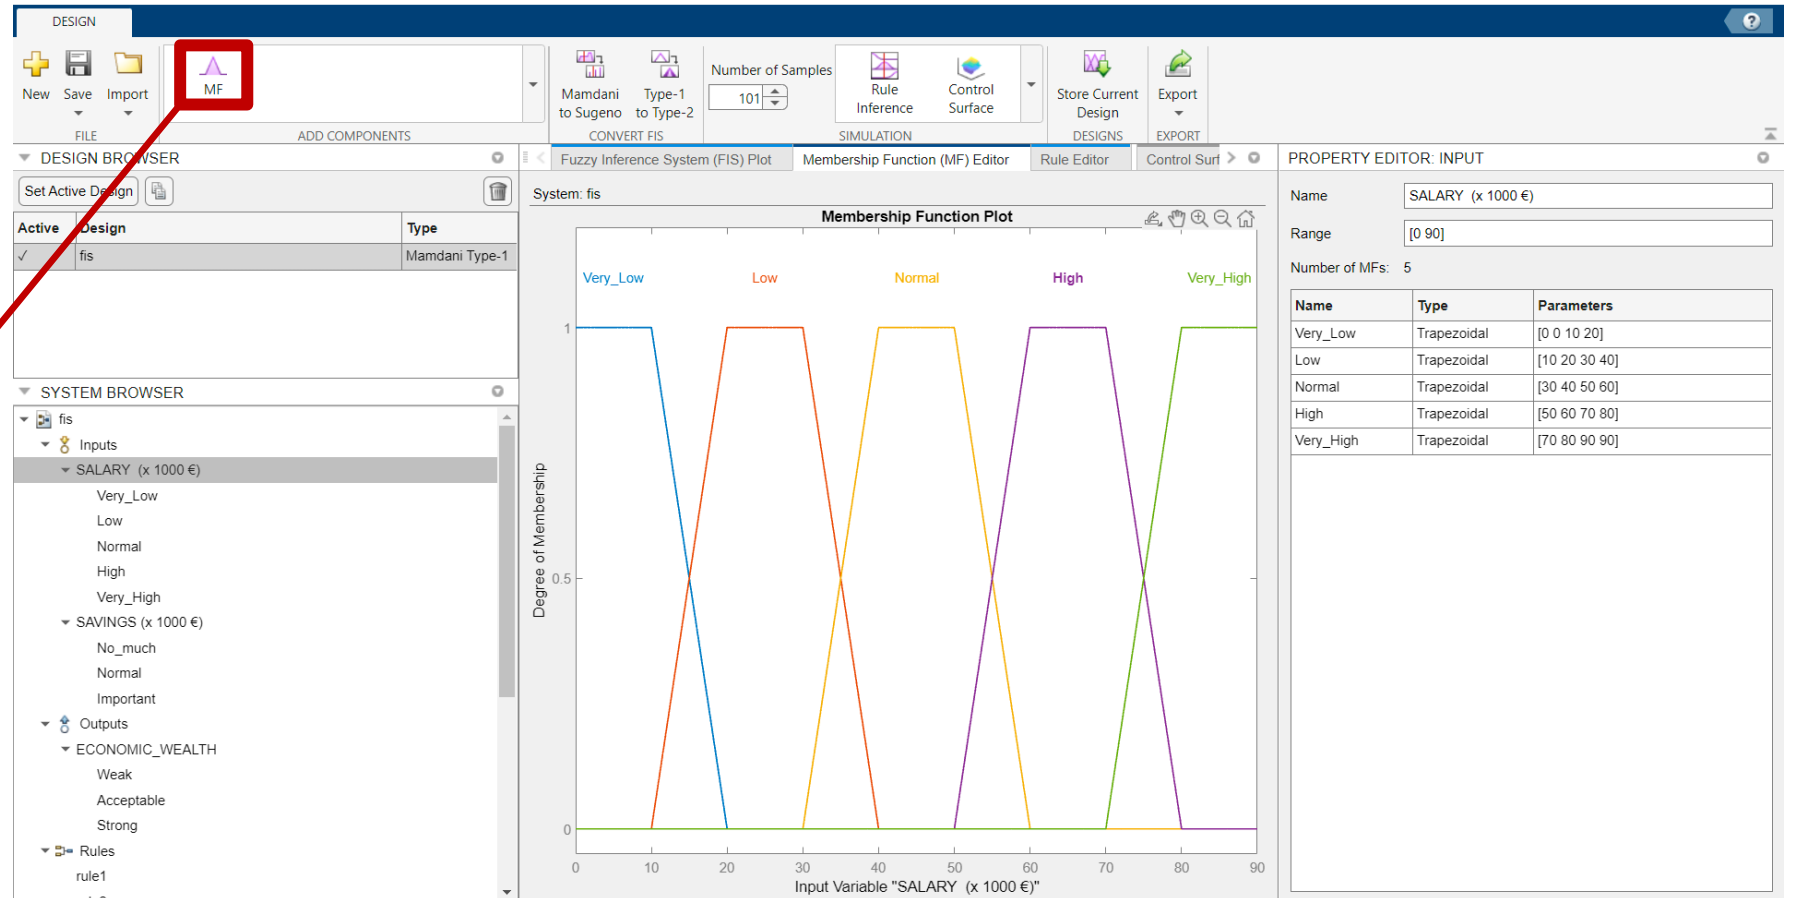 DESIGN
?
New
Save
Import
MF
Mamdani
to Sugeno
Type-1
to Type-2
Number of Samples
101
Rule
Inference
Control
Surface
Store Current
Design
Export
FILE
ADD COMPONENTS
CONVERT FIS
SIMULATION
DESIGNS
EXPORT
DESIGN BROWSER
Set Active Design
Active Design Type
✓ fis Mamdani Type-1
SYSTEM BROWSER
fis
Inputs
SALARY (x 1000 €)
Very_Low
Low
Normal
High
Very_High
SAVINGS (x 1000 €)
No_much
Normal
Important
Outputs
ECONOMIC_WEALTH
Weak
Acceptable
Strong
Rules
rule1
Fuzzy Inference System (FIS) Plot
Membership Function (MF) Editor
Rule Editor
Control Surf
System: fis
Membership Function Plot
Very_Low Low Normal High Very_High
1
0.5
0
Degree of Membership
0 10 20 30 40 50 60 70 80 90
Input Variable "SALARY (x 1000 €)"
PROPERTY EDITOR: INPUT
Name SALARY (x 1000 €)
Range [0 90]
Number of MFs: 5
Name Type Parameters
Very_Low Trapezoidal [0 0 10 20]
Low Trapezoidal [10 20 30 40]
Normal Trapezoidal [30 40 50 60]
High Trapezoidal [50 60 70 80]
Very_High Trapezoidal [70 80 90 90]